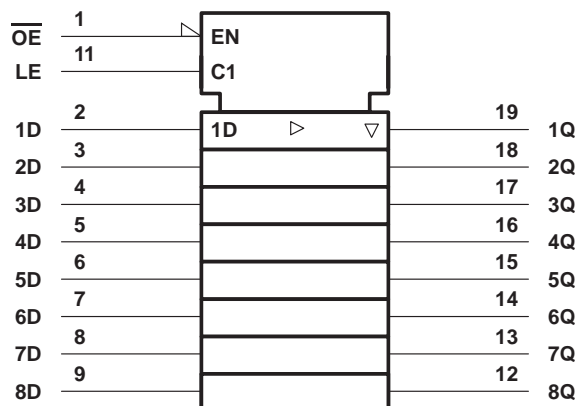 OE 1 EN
LE 11 C1
1D 2 1D 19 1Q
2D 3 18 2Q
3D 4 17 3Q
4D 5 16 4Q
5D 6 15 5Q
6D 7 14 6Q
7D 8 13 7Q
8D 9 12 8Q